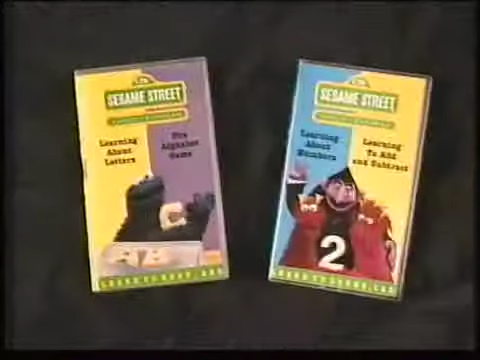 SESAME STREET
Learning
About
Letters
The
Alphabet
Game
SESAME STREET
Learning
About
Numbers
Learning
To Add
and Subtract
2